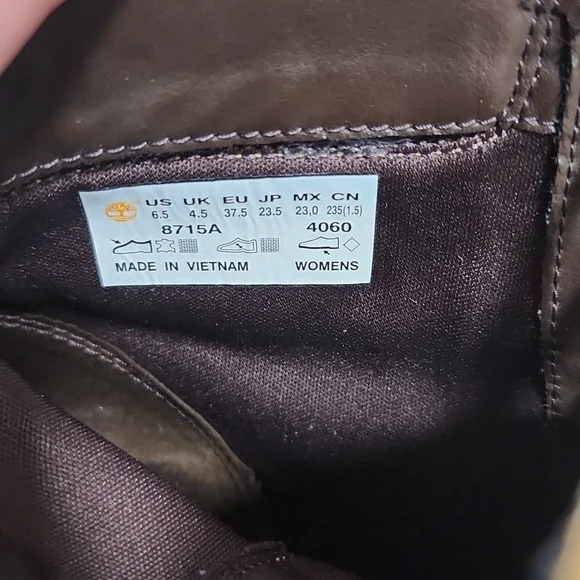 US UK EU JP MX CN
6.5 4.5 37.5 23.5 23,0 235(1.5)
8715A 4060
MADE IN VIETNAM WOMENS